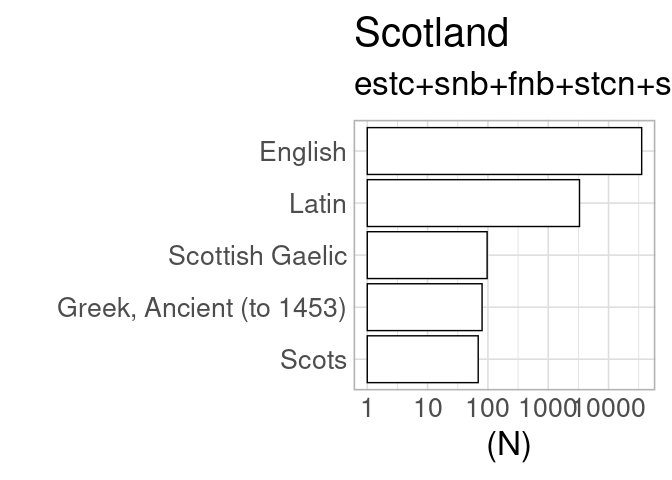 Scotland
estc+snb+fnb+stcn+s
English
Latin
Scottish Gaelic
Greek, Ancient (to 1453)
Scots
1 10 100 1000 10000
(N)